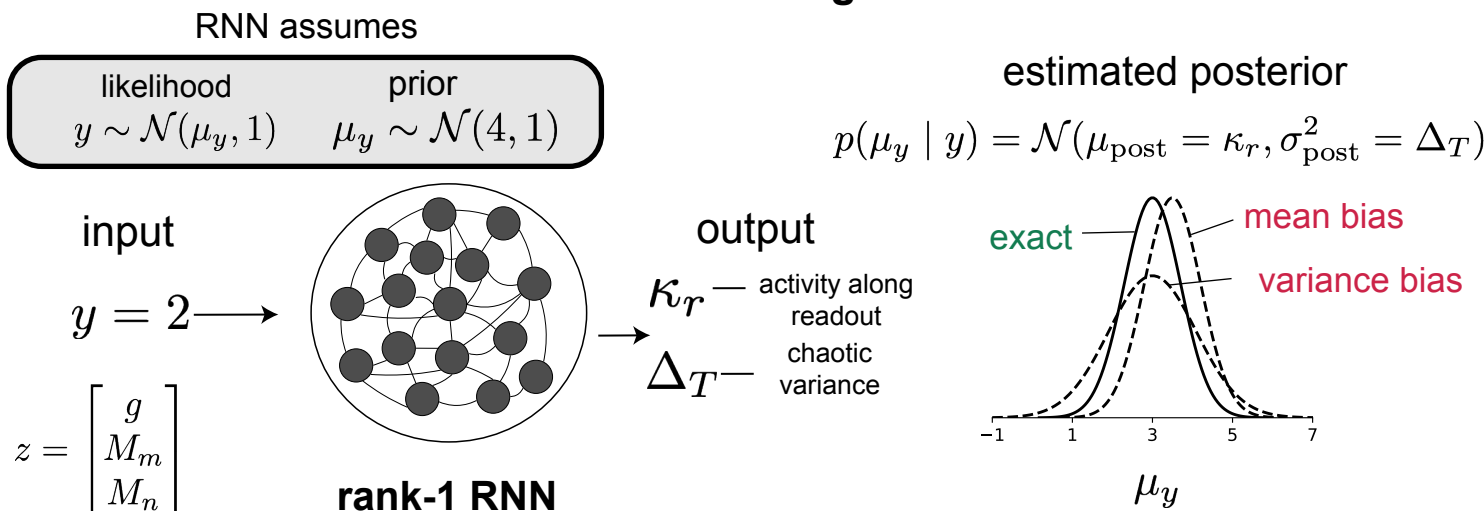 RNN assumes
likelihood
y ∼ 𝒩(μ_y, 1)
prior
μ_y ∼ 𝒩(4, 1)
input
y = 2
z = [g
M_m
M_n
rank-1 RNN
output
κ_r — activity along
readout
Δ_T — chaotic
variance
estimated posterior
p(μ_y | y) = 𝒩(μ_post = κ_r, σ²_post = Δ_T)
exact
mean bias
variance bias
−1 1 3 5 7
μ_y